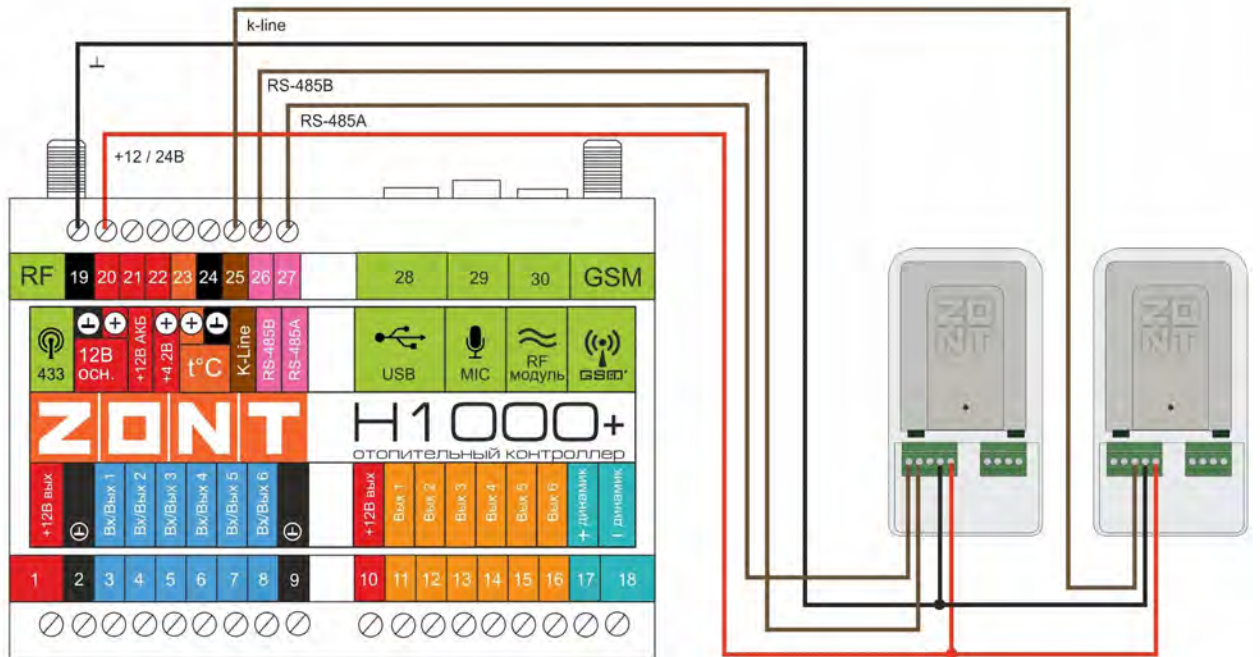 k-line
RS-485B
RS-485A
+12 / 24В
RF 19 20 21 22 23 24 25 26 27 28 29 30 GSM
433
12В
осн.
+12В АКБ
+4.2В
t°C
K-Line
RS-485B
RS-485A
USB
MIC
RF
модуль
GSM
ZONT
H1000+
отопительный контроллер
+12В вых
Вх/Вых 1
Вх/Вых 2
Вх/Вых 3
Вх/Вых 4
Вх/Вых 5
Вх/Вых 6
+12В вых
Вых 1
Вых 2
Вых 3
Вых 4
Вых 5
Вых 6
+ динамик
– динамик
1 2 3 4 5 6 7 8 9 10 11 12 13 14 15 16 17 18
ZO
NT
ZO
NT